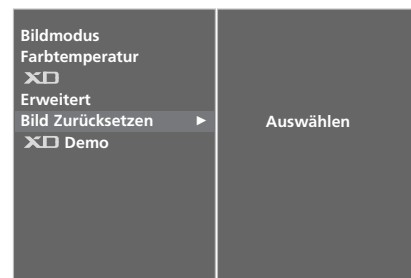 Bildmodus
Farbtemperatur
XD
Erweitert
Bild Zurücksetzen ►
XD Demo
Auswählen